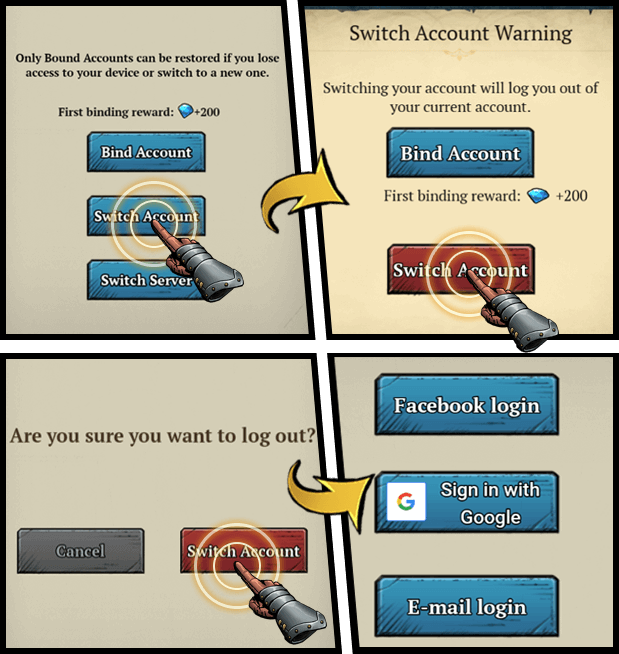 Only Bound Accounts can be restored if you lose
access to your device or switch to a new one.
First binding reward: +200
Bind Account
Switch Account
Switch Server
Switch Account Warning
Switching your account will log you out of
your current account.
Bind Account
First binding reward: +200
Switch Account
Are you sure you want to log out?
Cancel
Switch Account
Facebook login
G
Sign in with
Google
E-mail login